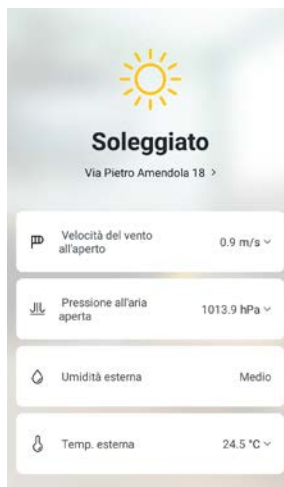 Soleggiato
Via Pietro Amendola 18 >
Velocità del vento
all'aperto
0.9 m/s
Pressione all'aria
aperta
1013.9 hPa
Umidità esterna
Medio
Temp. esterna
24.5 °C